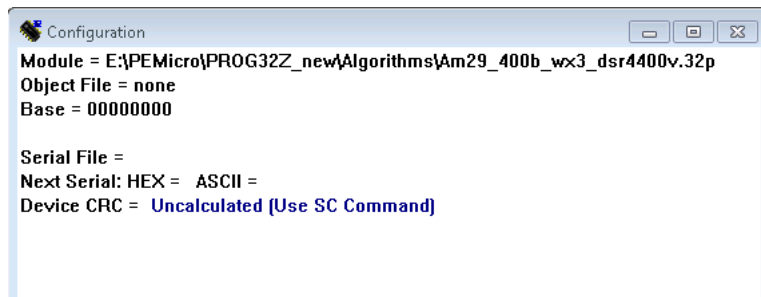 Configuration
Module = E:\PEMicro\PROG32Z_new\Algorithms\Am29_400b_wx3_dsr4400v.32p
Object File = none
Base = 00000000
Serial File =
Next Serial: HEX = ASCII =
Device CRC = Uncalculated (Use SC Command)